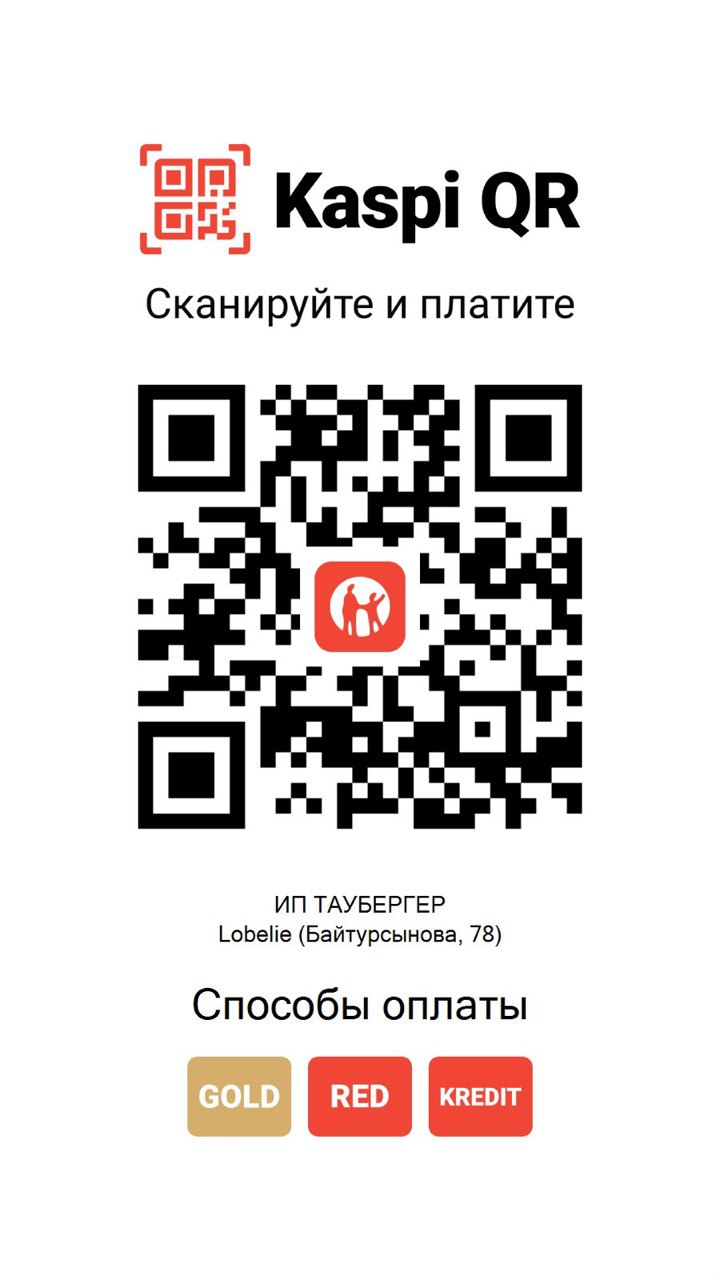 Kaspi QR
Сканируйте и платите
ИП ТАУБЕРГЕР
Lobelie (Байтурсынова, 78)
Способы оплаты
GOLD RED KREDIT